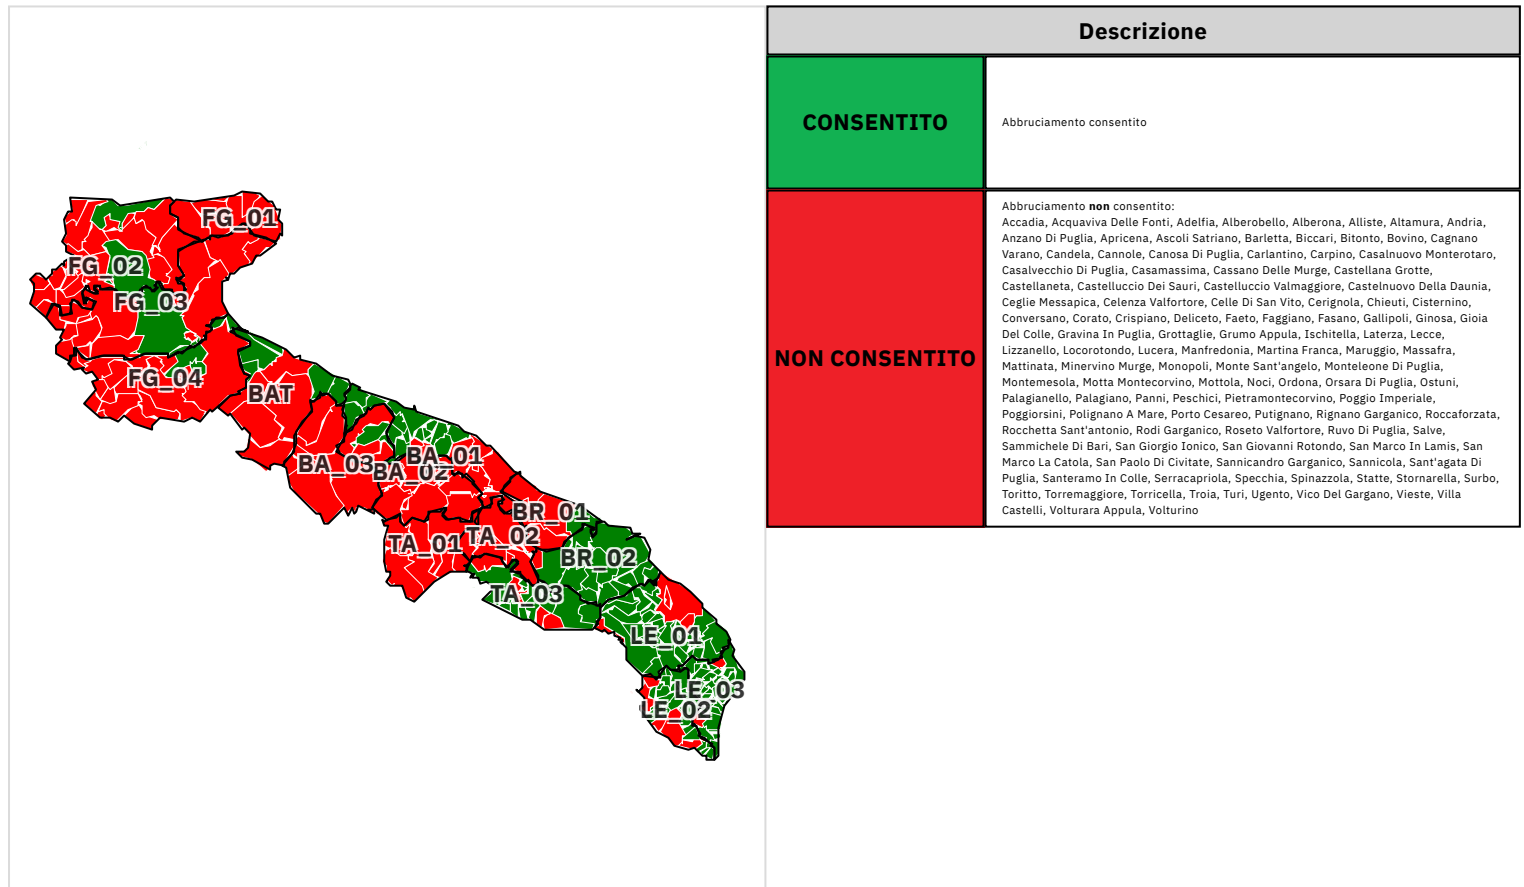 FG_01
FG_02
FG_03
FG_04
BAT
BA_01
BA_03
BA_02
BR_01
TA_02
TA_01
BR_02
TA_03
LE_01
LE_03
LE_02
Descrizione
CONSENTITO
Abbruciamento consentito
NON CONSENTITO
Abbruciamento non consentito:
Accadia, Acquaviva Delle Fonti, Adelfia, Alberobello, Alberona, Alliste, Altamura, Andria,
Anzano Di Puglia, Apricena, Ascoli Satriano, Barletta, Biccari, Bitonto, Bovino, Cagnano
Varano, Candela, Cannole, Canosa Di Puglia, Carlantino, Carpino, Casalnuovo Monterotaro,
Casalvecchio Di Puglia, Casamassima, Cassano Delle Murge, Castellana Grotte,
Castellaneta, Castelluccio Dei Sauri, Castelluccio Valmaggiore, Castelnuovo Della Daunia,
Ceglie Messapica, Celenza Valfortore, Celle Di San Vito, Cerignola, Chieuti, Cisternino,
Conversano, Corato, Crispiano, Deliceto, Faeto, Faggiano, Fasano, Gallipoli, Ginosa, Gioia
Del Colle, Gravina In Puglia, Grottaglie, Grumo Appula, Ischitella, Laterza, Lecce,
Lizzanello, Locorotondo, Lucera, Manfredonia, Martina Franca, Maruggio, Massafra,
Mattinata, Minervino Murge, Monopoli, Monte Sant'angelo, Monteleone Di Puglia,
Montemesola, Motta Montecorvino, Mottola, Noci, Ordona, Orsara Di Puglia, Ostuni,
Palagianello, Palagiano, Panni, Peschici, Pietramontecorvino, Poggio Imperiale,
Poggiorsini, Polignano A Mare, Porto Cesareo, Putignano, Rignano Garganico, Roccaforzata,
Rocchetta Sant'antonio, Rodi Garganico, Roseto Valfortore, Ruvo Di Puglia, Salve,
Sammichele Di Bari, San Giorgio Ionico, San Giovanni Rotondo, San Marco In Lamis, San
Marco La Catola, San Paolo Di Civitate, Sannicandro Garganico, Sannicola, Sant'agata Di
Puglia, Santeramo In Colle, Serracapriola, Specchia, Spinazzola, Statte, Stornarella, Surbo,
Toritto, Torremaggiore, Torricella, Troia, Turi, Ugento, Vico Del Gargano, Vieste, Villa
Castelli, Volturara Appula, Volturino